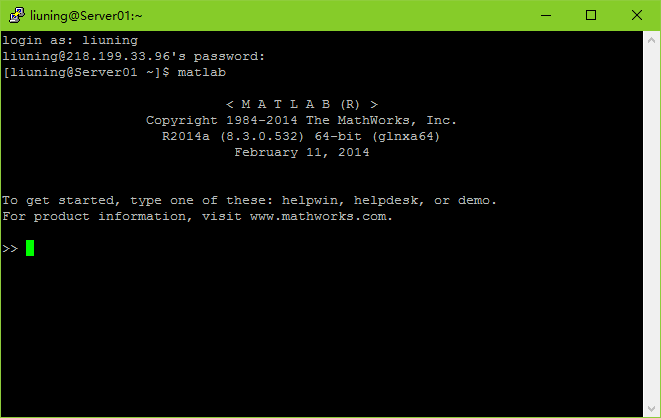 liuning@Server01:~
login as: liuning
liuning@218.199.33.96's password:
[liuning@Server01 ~]$ matlab
< M A T L A B (R) >
Copyright 1984-2014 The MathWorks, Inc.
R2014a (8.3.0.532) 64-bit (glnxa64)
February 11, 2014
To get started, type one of these: helpwin, helpdesk, or demo.
For product information, visit www.mathworks.com.
>>